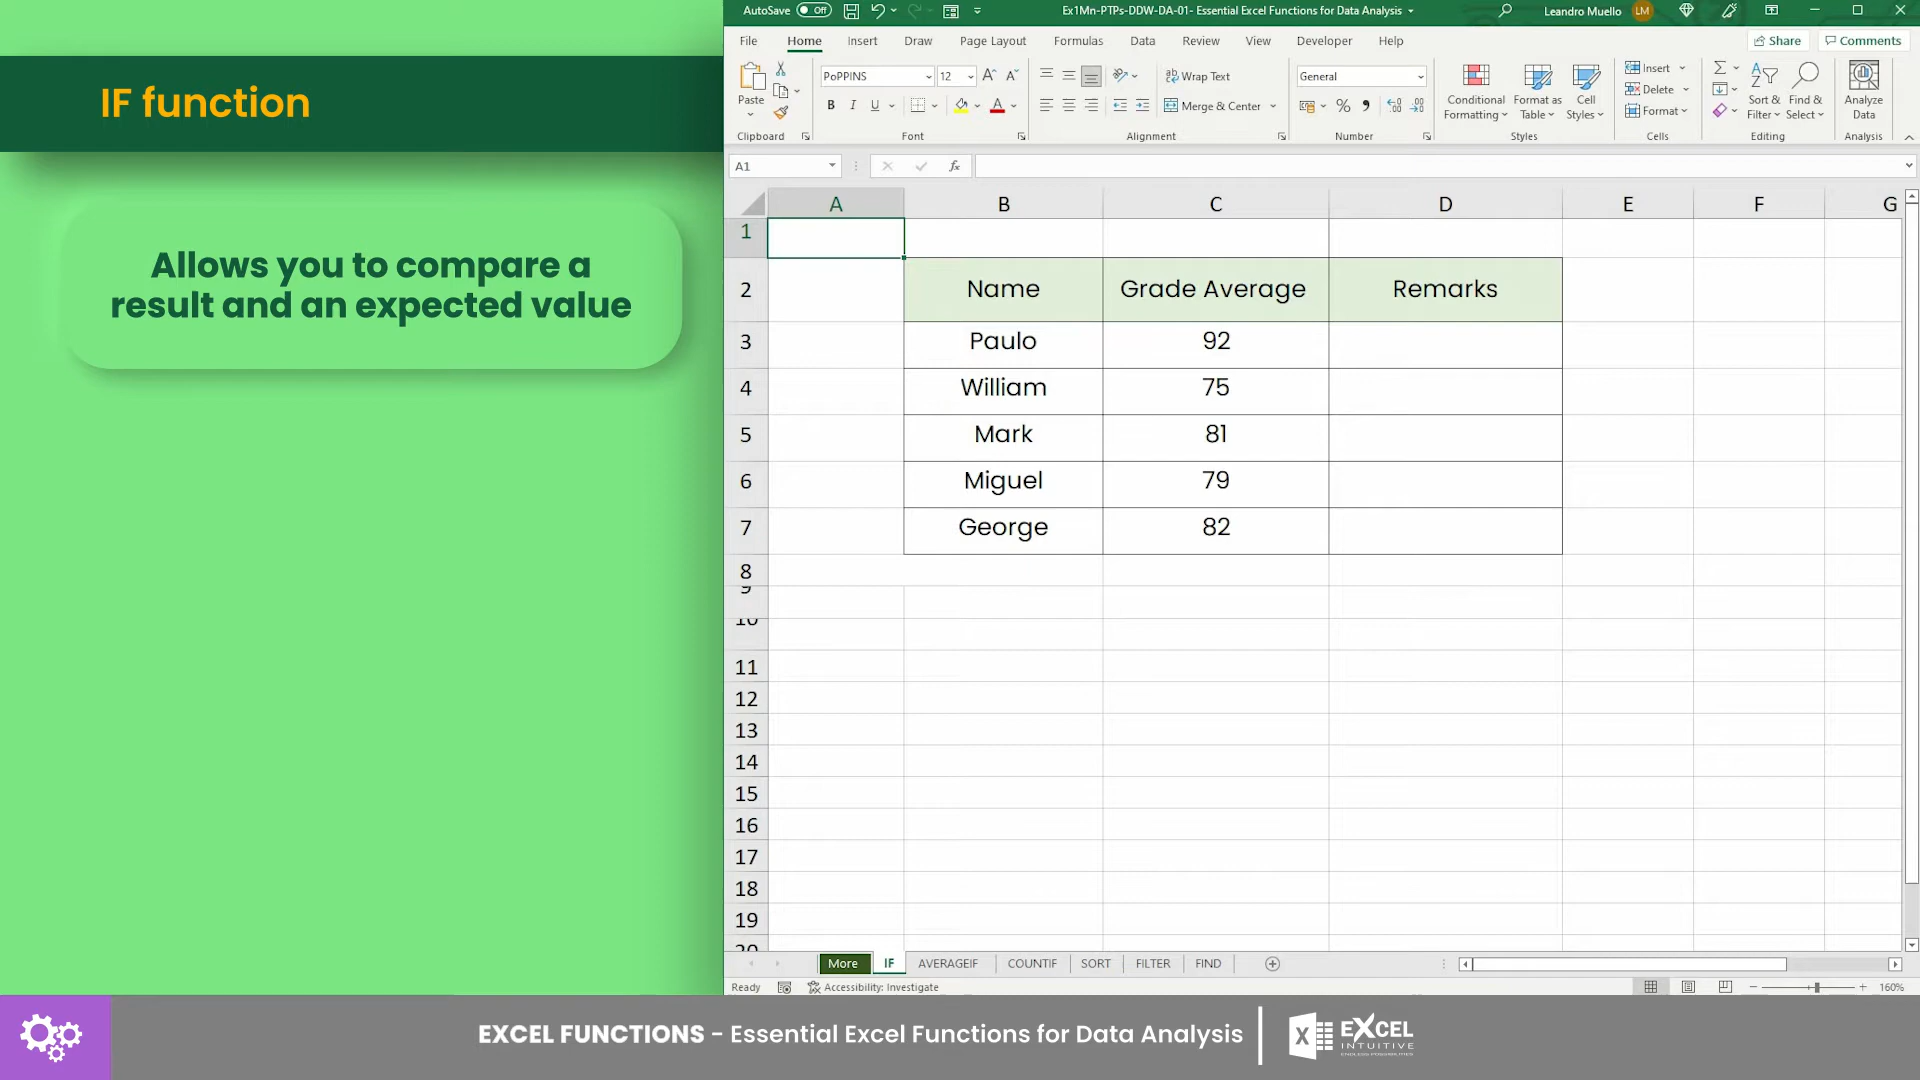 IF function
Allows you to compare a
result and an expected value
AutoSave Off
Ex1Mn-PTPs-DDW-DA-01- Essential Excel Functions for Data Analysis
Leandro Muello LM
File Home Insert Draw Page Layout Formulas Data Review View Developer Help
Share Comments
Paste
Clipboard
PoPPINS 12
B I U
Font
Wrap Text
Merge & Center
Alignment
General
Number
Conditional
Formatting
Format as
Table
Cell
Styles
Styles
Insert
Delete
Format
Cells
Sort &
Filter
Find &
Select
Editing
Analyze
Data
Analysis
A1
fx
A B C D E F G
1
2 Name Grade Average Remarks
3 Paulo 92
4 William 75
5 Mark 81
6 Miguel 79
7 George 82
8
9
10
11
12
13
14
15
16
17
18
19
20
More IF AVERAGEIF COUNTIF SORT FILTER FIND
Ready Accessibility: Investigate
160%
EXCEL FUNCTIONS - Essential Excel Functions for Data Analysis
X EXCEL
INTUITIVE
ENDLESS POSSIBILITIES